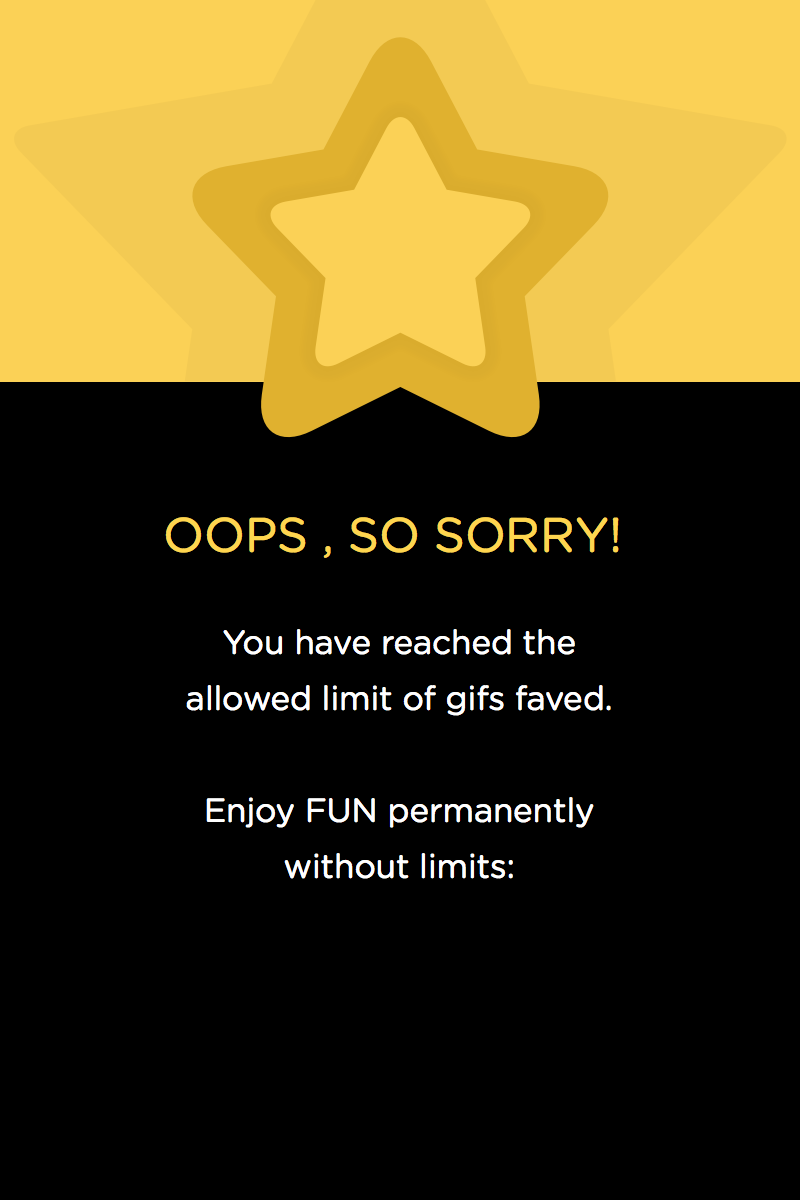 OOPS , SO SORRY!
You have reached the
allowed limit of gifs faved.
Enjoy FUN permanently
without limits: